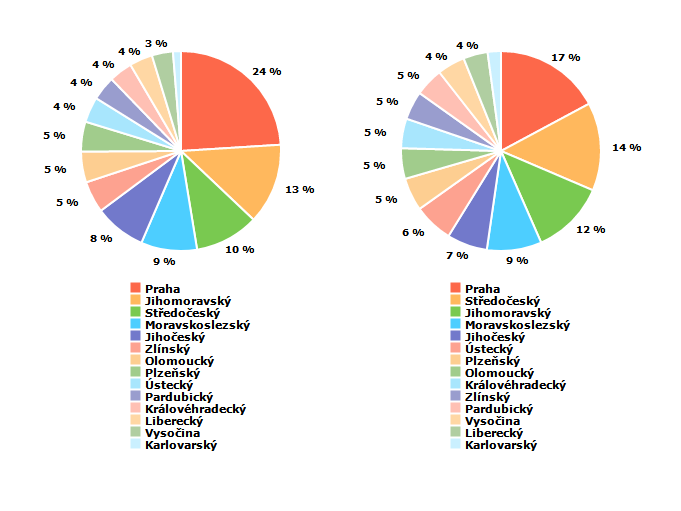 24 %
13 %
10 %
9 %
8 %
5 %
5 %
5 %
4 %
4 %
4 %
4 %
3 %
Praha
Jihomoravský
Středočeský
Moravskoslezský
Jihočeský
Zlínský
Olomoucký
Plzeňský
Ústecký
Pardubický
Královéhradecký
Liberecký
Vysočina
Karlovarský
17 %
14 %
12 %
9 %
7 %
6 %
5 %
5 %
5 %
5 %
5 %
4 %
4 %
Praha
Středočeský
Jihomoravský
Moravskoslezský
Jihočeský
Ústecký
Plzeňský
Olomoucký
Královéhradecký
Zlínský
Pardubický
Vysočina
Liberecký
Karlovarský